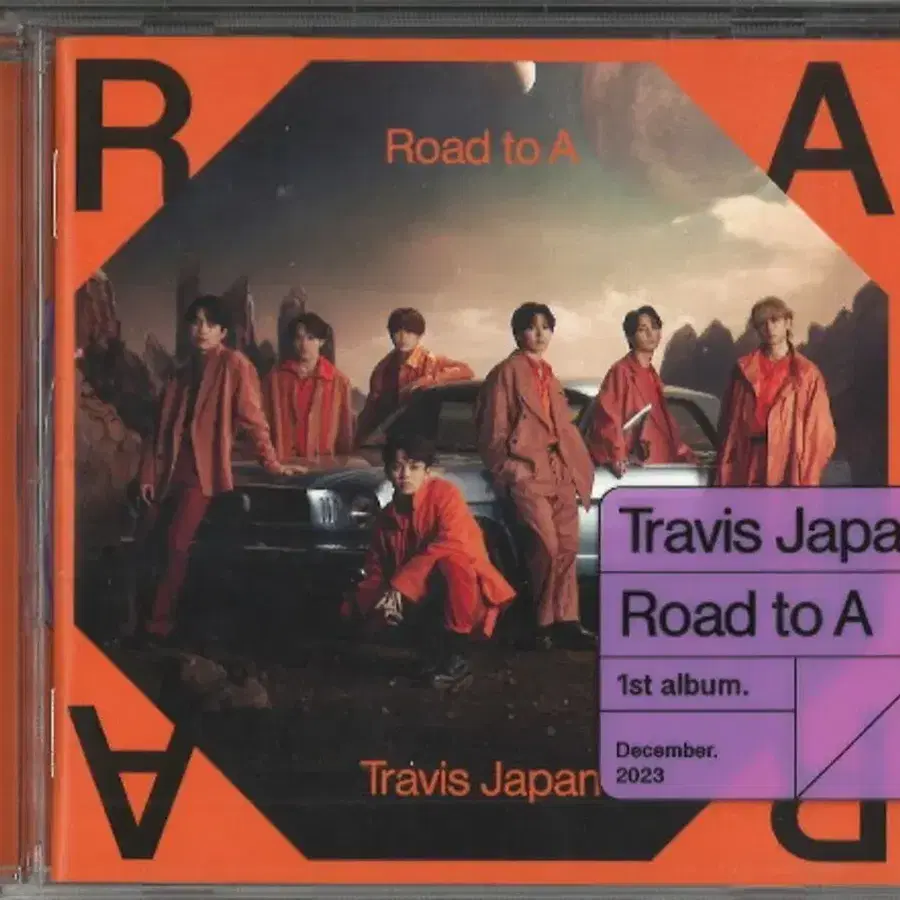 R A
Road to A
Travis Japa
Road to A
1st album.
December.
2023
Travis Japan
A R